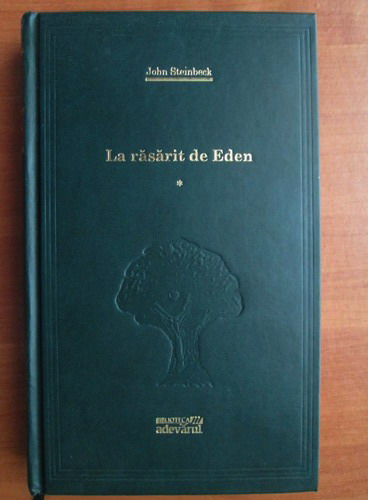 John Steinbeck
La răsărit de Eden
*
BIBLIOTECA
adevărul